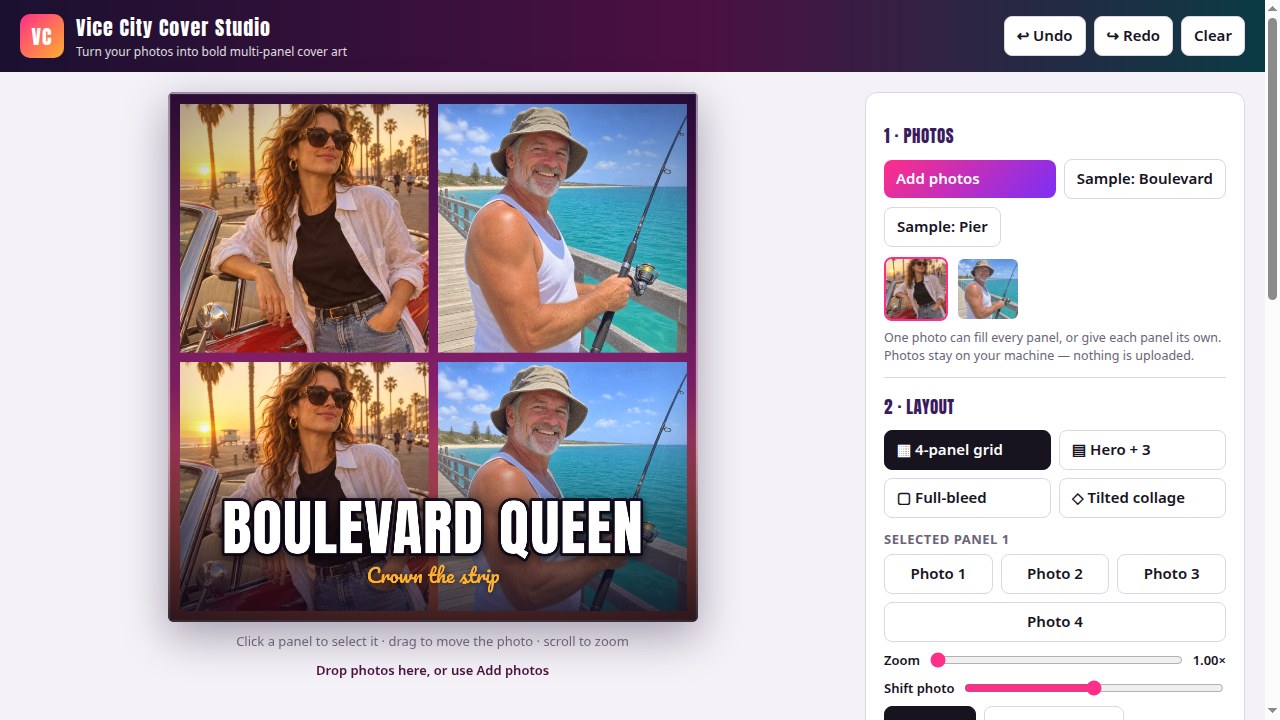 VC
Vice City Cover Studio
Turn your photos into bold multi-panel cover art
↩ Undo
↪ Redo
Clear
BOULEVARD QUEEN
Crown the strip
Click a panel to select it · drag to move the photo · scroll to zoom
Drop photos here, or use Add photos
1 · PHOTOS
Add photos
Sample: Boulevard
Sample: Pier
One photo can fill every panel, or give each panel its own.
Photos stay on your machine — nothing is uploaded.
2 · LAYOUT
▦ 4-panel grid
▤ Hero + 3
▢ Full-bleed
◇ Tilted collage
SELECTED PANEL 1
Photo 1
Photo 2
Photo 3
Photo 4
Zoom
1.00×
Shift photo